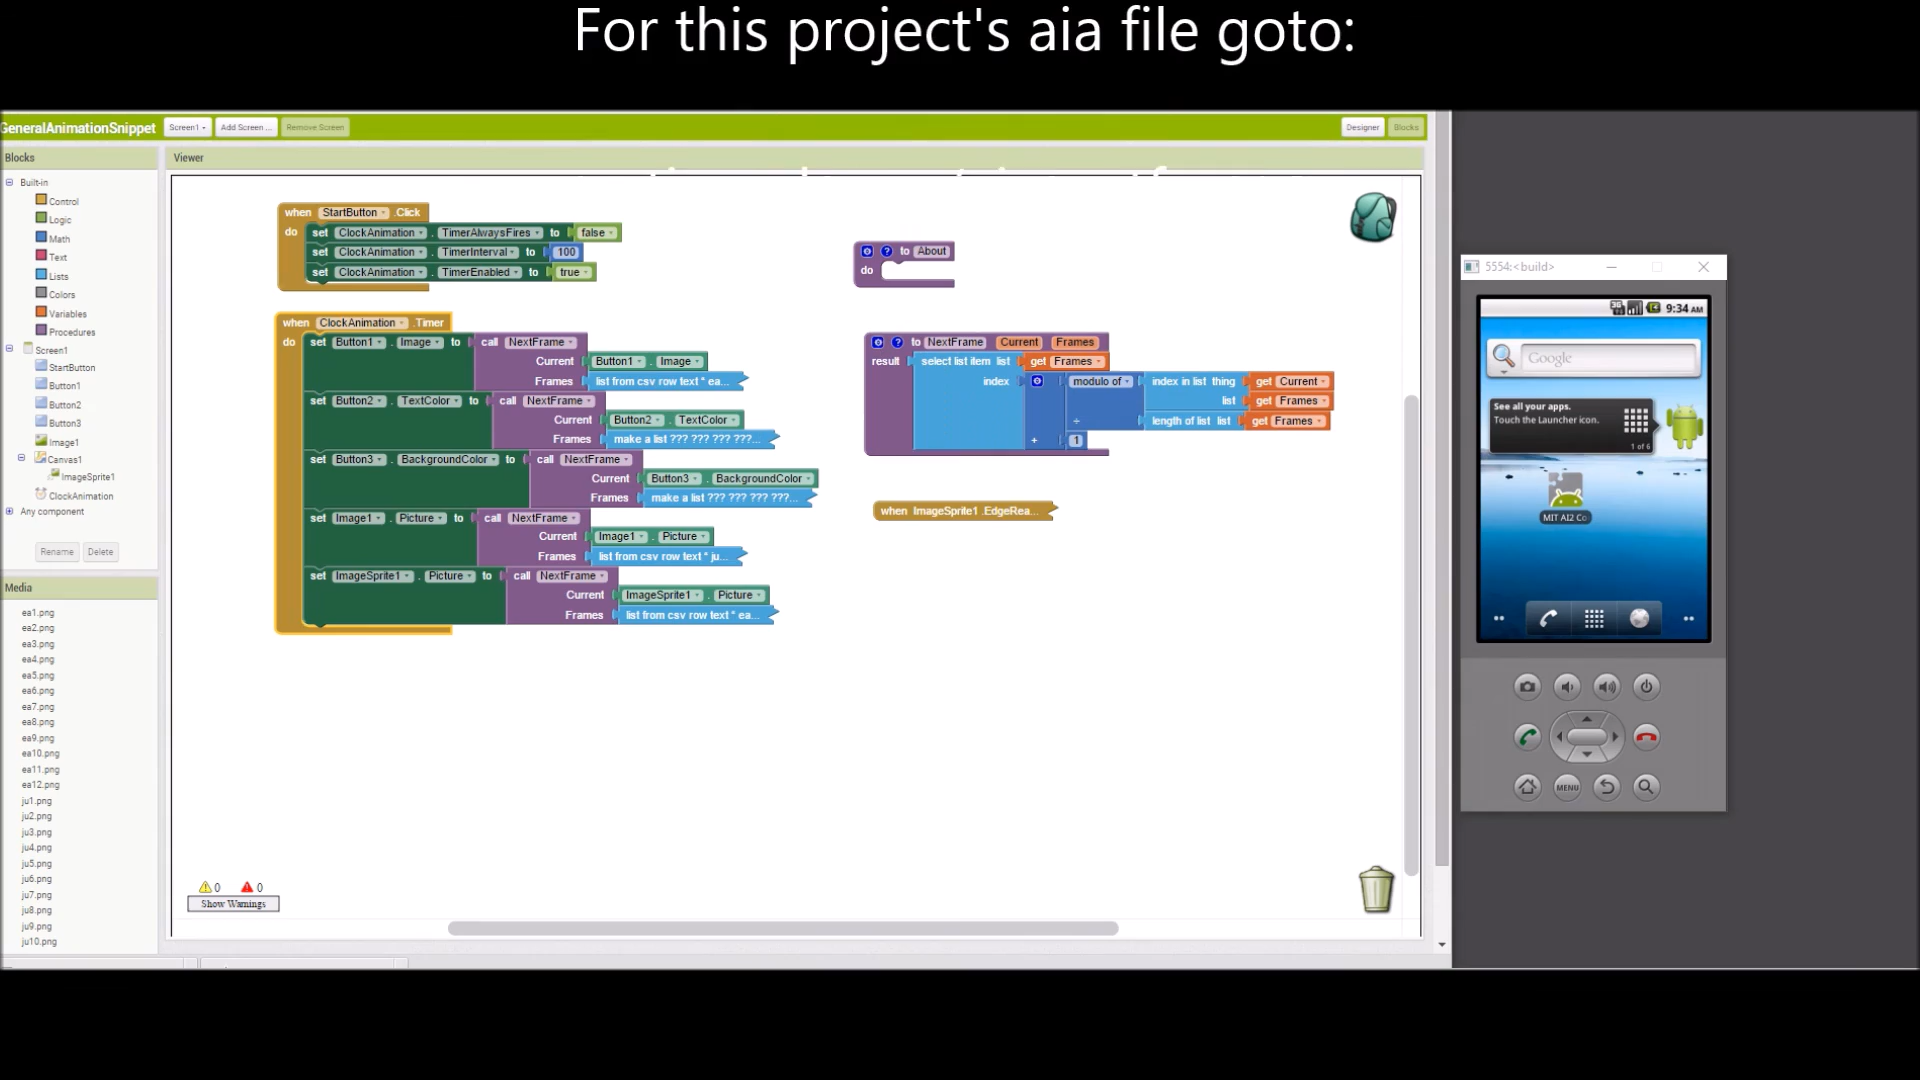 For this project's aia file goto:
GeneralAnimationSnippet
Screen1
Add Screen ...
Remove Screen
Designer
Blocks
Blocks
Viewer
Built-in
Control
Logic
Math
Text
Lists
Colors
Variables
Procedures
Screen1
StartButton
Button1
Button2
Button3
Image1
Canvas1
ImageSprite1
ClockAnimation
Any component
Rename
Delete
Media
ea1.png
ea2.png
ea3.png
ea4.png
ea5.png
ea6.png
ea7.png
ea8.png
ea9.png
ea10.png
ea11.png
ea12.png
ju1.png
ju2.png
ju3.png
ju4.png
ju5.png
ju6.png
ju7.png
ju8.png
ju9.png
ju10.png
when StartButton .Click
do set ClockAnimation . TimerAlwaysFires to false
set ClockAnimation . TimerInterval to 100
set ClockAnimation . TimerEnabled to true
when ClockAnimation .Timer
do set Button1 . Image to call NextFrame
Current Button1 . Image
Frames list from csv row text " ea...
set Button2 . TextColor to call NextFrame
Current Button2 . TextColor
Frames make a list ??? ??? ??? ???...
set Button3 . BackgroundColor to call NextFrame
Current Button3 . BackgroundColor
Frames make a list ??? ??? ??? ???...
set Image1 . Picture to call NextFrame
Current Image1 . Picture
Frames list from csv row text " ju...
set ImageSprite1 . Picture to call NextFrame
Current ImageSprite1 . Picture
Frames list from csv row text " ea...
? to About
do
? to NextFrame Current Frames
result select list item list get Frames
index modulo of index in list thing get Current
list get Frames
÷ length of list list get Frames
+ 1
when ImageSprite1 .EdgeRea...
0 0
Show Warnings
5554:<build>
3G 9:34 AM
Google
See all your apps.
Touch the Launcher icon.
1 of 6
MIT AI2 Co
MENU